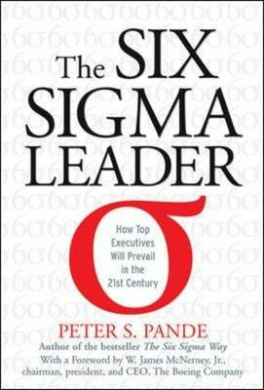 The SIX
SIGMA
LEADER
σ
How Top
Executives
Will Prevail
in the
21st Century
PETER S. PANDE
Author of the bestseller The Six Sigma Way
With a Foreword by W. James McNerney, Jr.,
chairman, president, and CEO, The Boeing Company